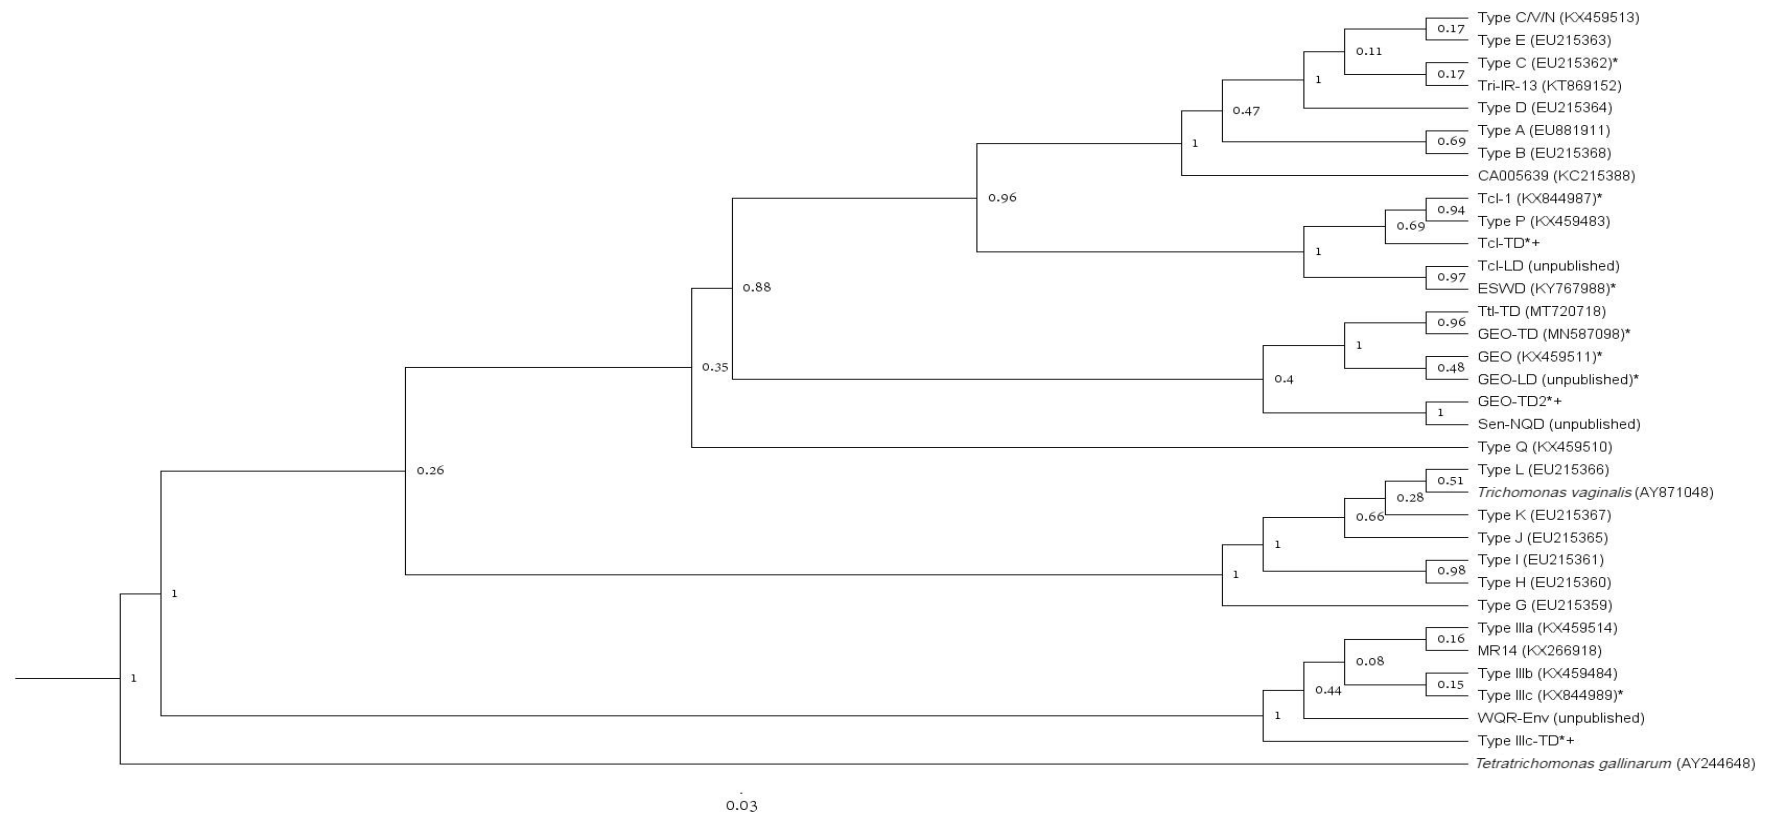 Type C/V/N (KX459513)
0.17
Type E (EU215363)
0.11
Type C (EU215362)*
0.17
1
Tri-IR-13 (KT869152)
Type D (EU215364)
0.47
Type A (EU881911)
0.69
1
Type B (EU215368)
CA005639 (KC215388)
0.96
Tcl-1 (KX844987)*
0.94
Type P (KX459483)
0.69
Tcl-TD*+
1
Tcl-LD (unpublished)
0.97
ESWD (KY767988)*
0.88
Ttl-TD (MT720718)
0.96
GEO-TD (MN587098)*
1
GEO (KX459511)*
0.48
0.35
GEO-LD (unpublished)*
0.4
GEO-TD2*+
1
Sen-NQD (unpublished)
Type Q (KX459510)
0.26
Type L (EU215366)
0.51
Trichomonas vaginalis (AY871048)
0.28
Type K (EU215367)
0.66
Type J (EU215365)
1
Type I (EU215361)
0.98
1
Type H (EU215360)
1
Type G (EU215359)
Type IIIa (KX459514)
0.16
MR14 (KX266918)
0.08
Type IIIb (KX459484)
0.15
1
0.44
Type IIIc (KX844989)*
1
WQR-Env (unpublished)
Type IIIc-TD*+
Tetratrichomonas gallinarum (AY244648)
0.03